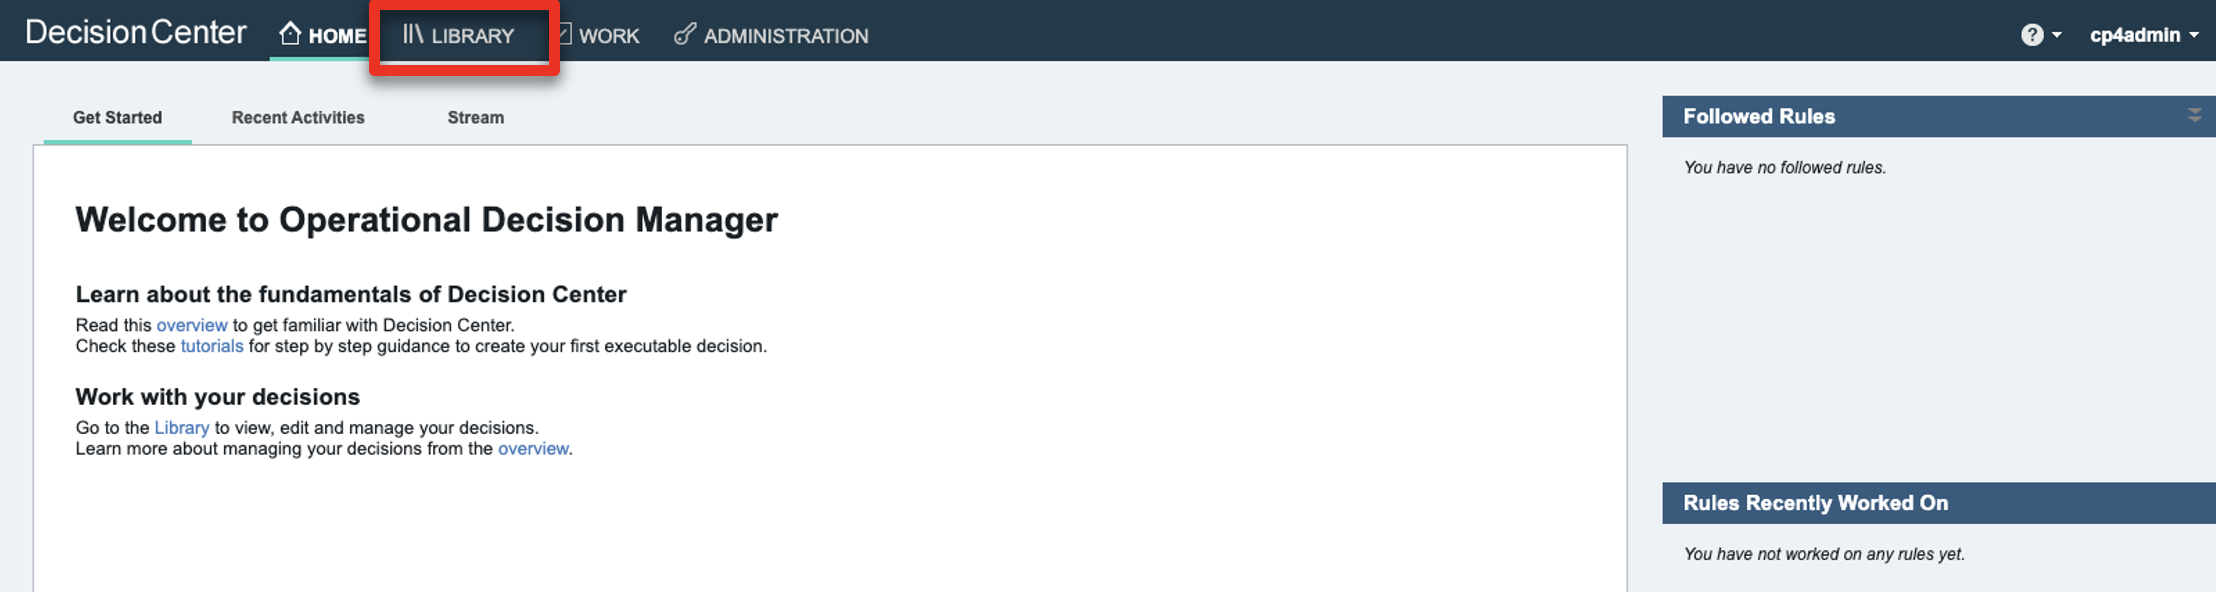 Decision Center HOME LIBRARY WORK ADMINISTRATION ? cp4admin
Get Started Recent Activities Stream
Followed Rules
You have no followed rules.
Welcome to Operational Decision Manager
Learn about the fundamentals of Decision Center
Read this overview to get familiar with Decision Center.
Check these tutorials for step by step guidance to create your first executable decision.
Work with your decisions
Go to the Library to view, edit and manage your decisions.
Learn more about managing your decisions from the overview.
Rules Recently Worked On
You have not worked on any rules yet.